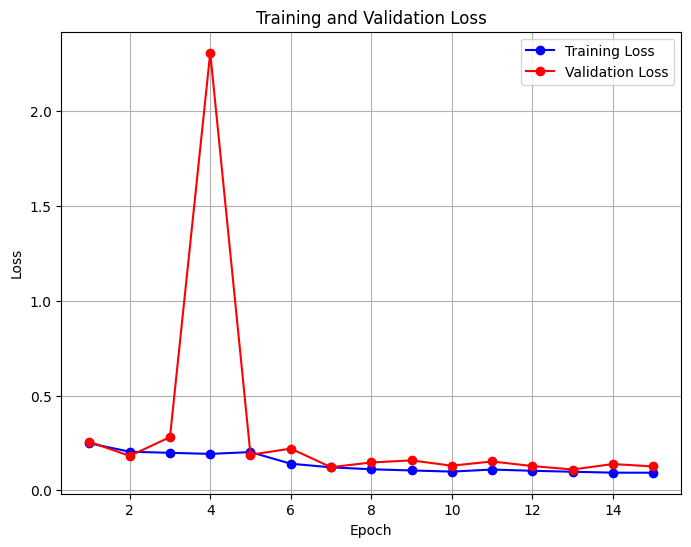 Training and Validation Loss
Training Loss
Validation Loss
Loss
2.0
1.5
1.0
0.5
0.0
2 4 6 8 10 12 14
Epoch